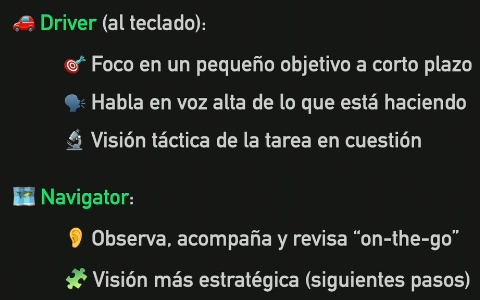 🚗 Driver (al teclado):
🎯 Foco en un pequeño objetivo a corto plazo
🗣️ Habla en voz alta de lo que está haciendo
🔬 Visión táctica de la tarea en cuestión
🗺️ Navigator:
👂 Observa, acompaña y revisa “on-the-go”
🧩 Visión más estratégica (siguientes pasos)